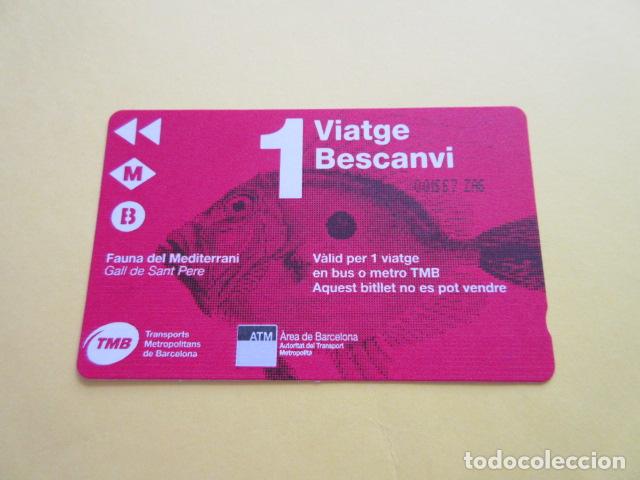 1 Viatge
Bescanvi
001567 ZA6
M
B
Fauna del Mediterrani
Gall de Sant Pere
Vàlid per 1 viatge
en bus o metro TMB
Aquest bitllet no es pot vendre
TMB
Transports
Metropolitans
de Barcelona
ATM
Àrea de Barcelona
Autoritat del Transport
Metropolità
todocoleccion